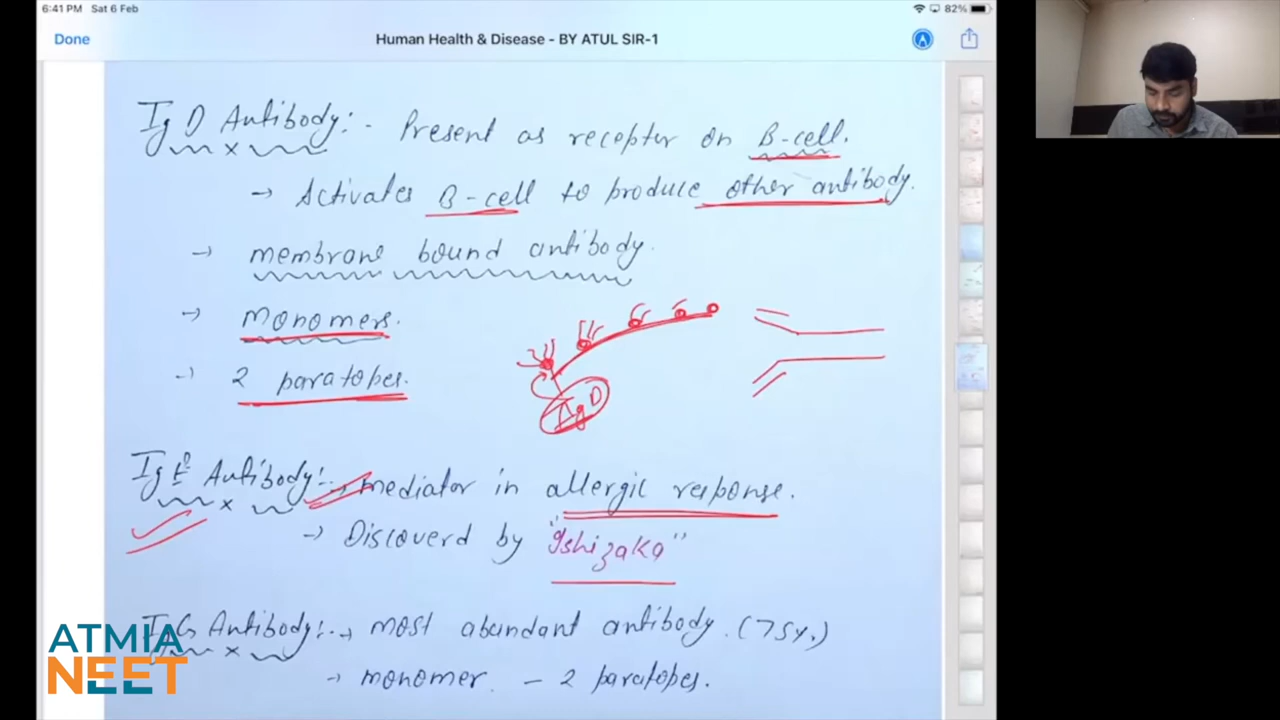 6:41 PM Sat 6 Feb
82%
Done
Human Health & Disease - BY ATUL SIR-1
Ig D Antibody:- Present as receptor on B-cell.
→ Activates B-cell to produce other antibody.
→ membrane bound antibody.
→ monomers.
→ 2 paratopes.
IgD
IgE Antibody:- → mediator in allergic response.
→ Discoverd by "Ishizaka"
IgG Antibody:- → most abundant antibody. (75%)
→ monomer. - 2 paratopes.
ATMIA
NEET